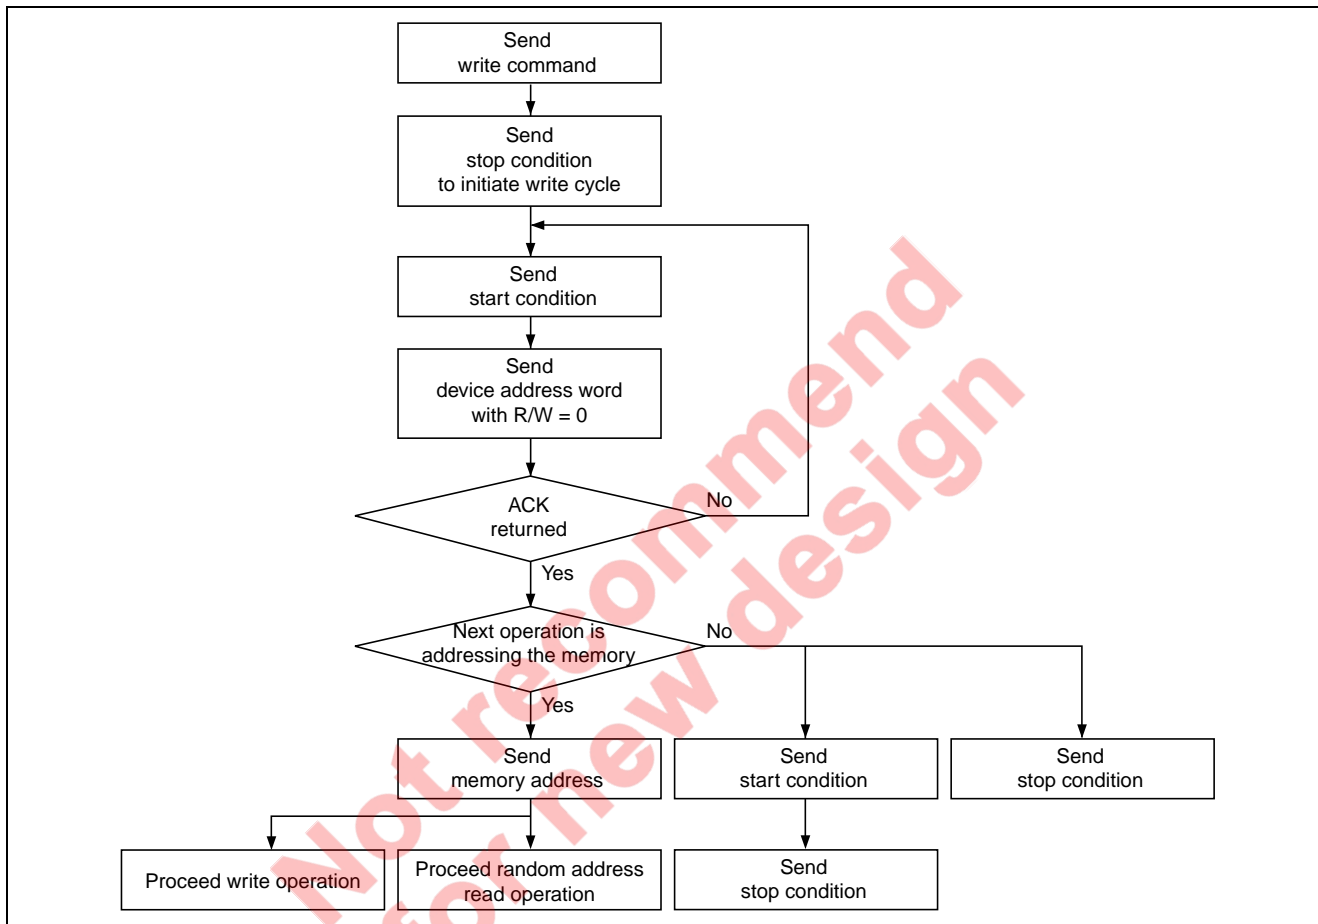 Send
write command
Send
stop condition
to initiate write cycle
Send
start condition
Send
device address word
with R/W = 0
ACK
returned
No
Yes
Next operation is
addressing the memory
No
Yes
Send
memory address
Send
start condition
Send
stop condition
Proceed write operation
Proceed random address
read operation
Send
stop condition
Not recommend
for new design